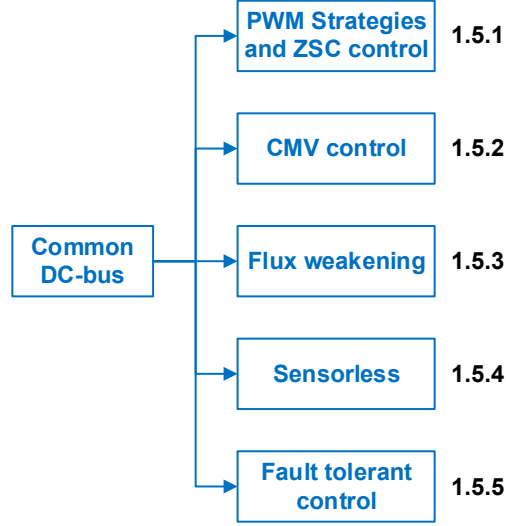 PWM Strategies
and ZSC control
1.5.1
CMV control
1.5.2
Common
DC-bus
Flux weakening
1.5.3
Sensorless
1.5.4
Fault tolerant
control
1.5.5